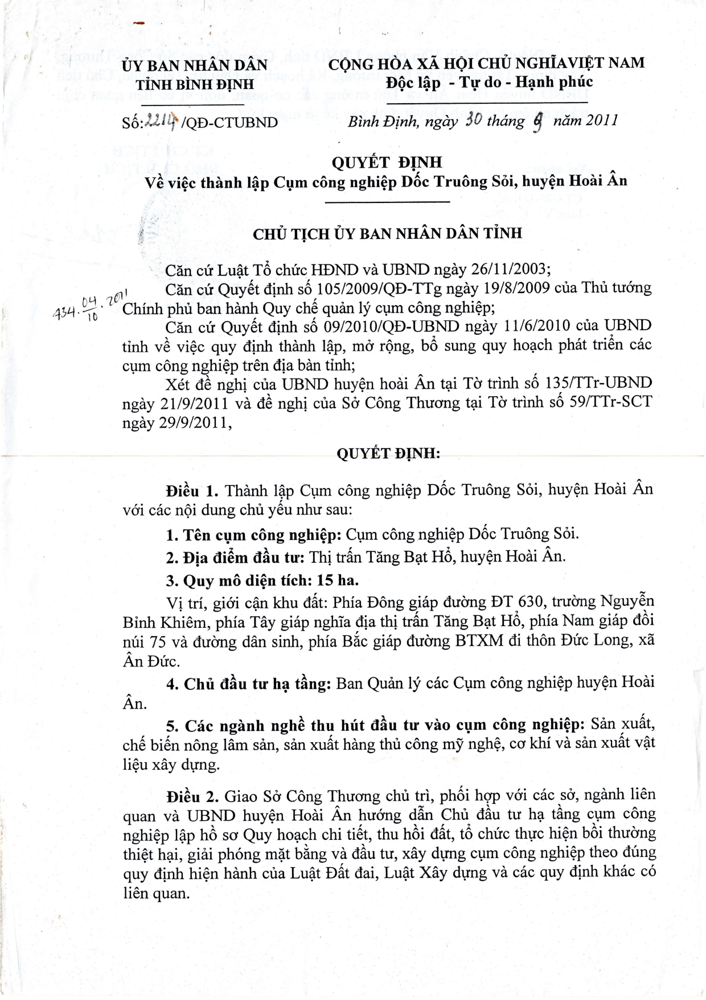 ỦY BAN NHÂN DÂN
TỈNH BÌNH ĐỊNH
Số: 2214 /QĐ-CTUBND
CỘNG HÒA XÃ HỘI CHỦ NGHĨAVIỆT NAM
Độc lập - Tự do - Hạnh phúc
Bình Định, ngày 30 tháng 9 năm 2011
QUYẾT ĐỊNH
Về việc thành lập Cụm công nghiệp Dốc Truông Sỏi, huyện Hoài Ân
CHỦ TỊCH ỦY BAN NHÂN DÂN TỈNH
Căn cứ Luật Tổ chức HĐND và UBND ngày 26/11/2003;
Căn cứ Quyết định số 105/2009/QĐ-TTg ngày 19/8/2009 của Thủ tướng
434. 04/10 . 2011
Chính phủ ban hành Quy chế quản lý cụm công nghiệp;
Căn cứ Quyết định số 09/2010/QĐ-UBND ngày 11/6/2010 của UBND
tỉnh về việc quy định thành lập, mở rộng, bổ sung quy hoạch phát triển các
cụm công nghiệp trên địa bàn tỉnh;
Xét đề nghị của UBND huyện hoài Ân tại Tờ trình số 135/TTr-UBND
ngày 21/9/2011 và đề nghị của Sở Công Thương tại Tờ trình số 59/TTr-SCT
ngày 29/9/2011,
QUYẾT ĐỊNH:
Điều 1. Thành lập Cụm công nghiệp Dốc Truông Sỏi, huyện Hoài Ân
với các nội dung chủ yếu như sau:
1. Tên cụm công nghiệp: Cụm công nghiệp Dốc Truông Sỏi.
2. Địa điểm đầu tư: Thị trấn Tăng Bạt Hổ, huyện Hoài Ân.
3. Quy mô diện tích: 15 ha.
Vị trí, giới cận khu đất: Phía Đông giáp đường ĐT 630, trường Nguyễn
Bỉnh Khiêm, phía Tây giáp nghĩa địa thị trấn Tăng Bạt Hổ, phía Nam giáp đồi
núi 75 và đường dân sinh, phía Bắc giáp đường BTXM đi thôn Đức Long, xã
Ân Đức.
4. Chủ đầu tư hạ tầng: Ban Quản lý các Cụm công nghiệp huyện Hoài
Ân.
5. Các ngành nghề thu hút đầu tư vào cụm công nghiệp: Sản xuất,
chế biến nông lâm sản, sản xuất hàng thủ công mỹ nghệ, cơ khí và sản xuất vật
liệu xây dựng.
Điều 2. Giao Sở Công Thương chủ trì, phối hợp với các sở, ngành liên
quan và UBND huyện Hoài Ân hướng dẫn Chủ đầu tư hạ tầng cụm công
nghiệp lập hồ sơ Quy hoạch chi tiết, thu hồi đất, tổ chức thực hiện bồi thường
thiệt hại, giải phóng mặt bằng và đầu tư, xây dựng cụm công nghiệp theo đúng
quy định hiện hành của Luật Đất đai, Luật Xây dựng và các quy định khác có
liên quan.